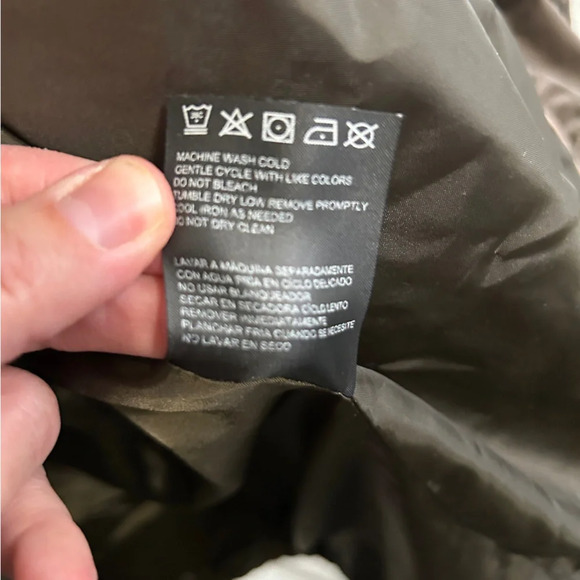 MACHINE WASH COLD
GENTLE CYCLE WITH LIKE COLORS
DO NOT BLEACH
TUMBLE DRY LOW REMOVE PROMPTLY
COOL IRON AS NEEDED
DO NOT DRY CLEAN
LAVAR A MAQUINA SEPARADAMENTE
CON AGUA FRIA EN CICLO DELICADO
NO USAR BLANQUEADOR
SECAR EN SECADORA CICLO LENTO
REMOVER INMEDIATAMENTE
PLANCHAR FRIA CUANDO SE NECESITE
NO LAVAR EN SECO